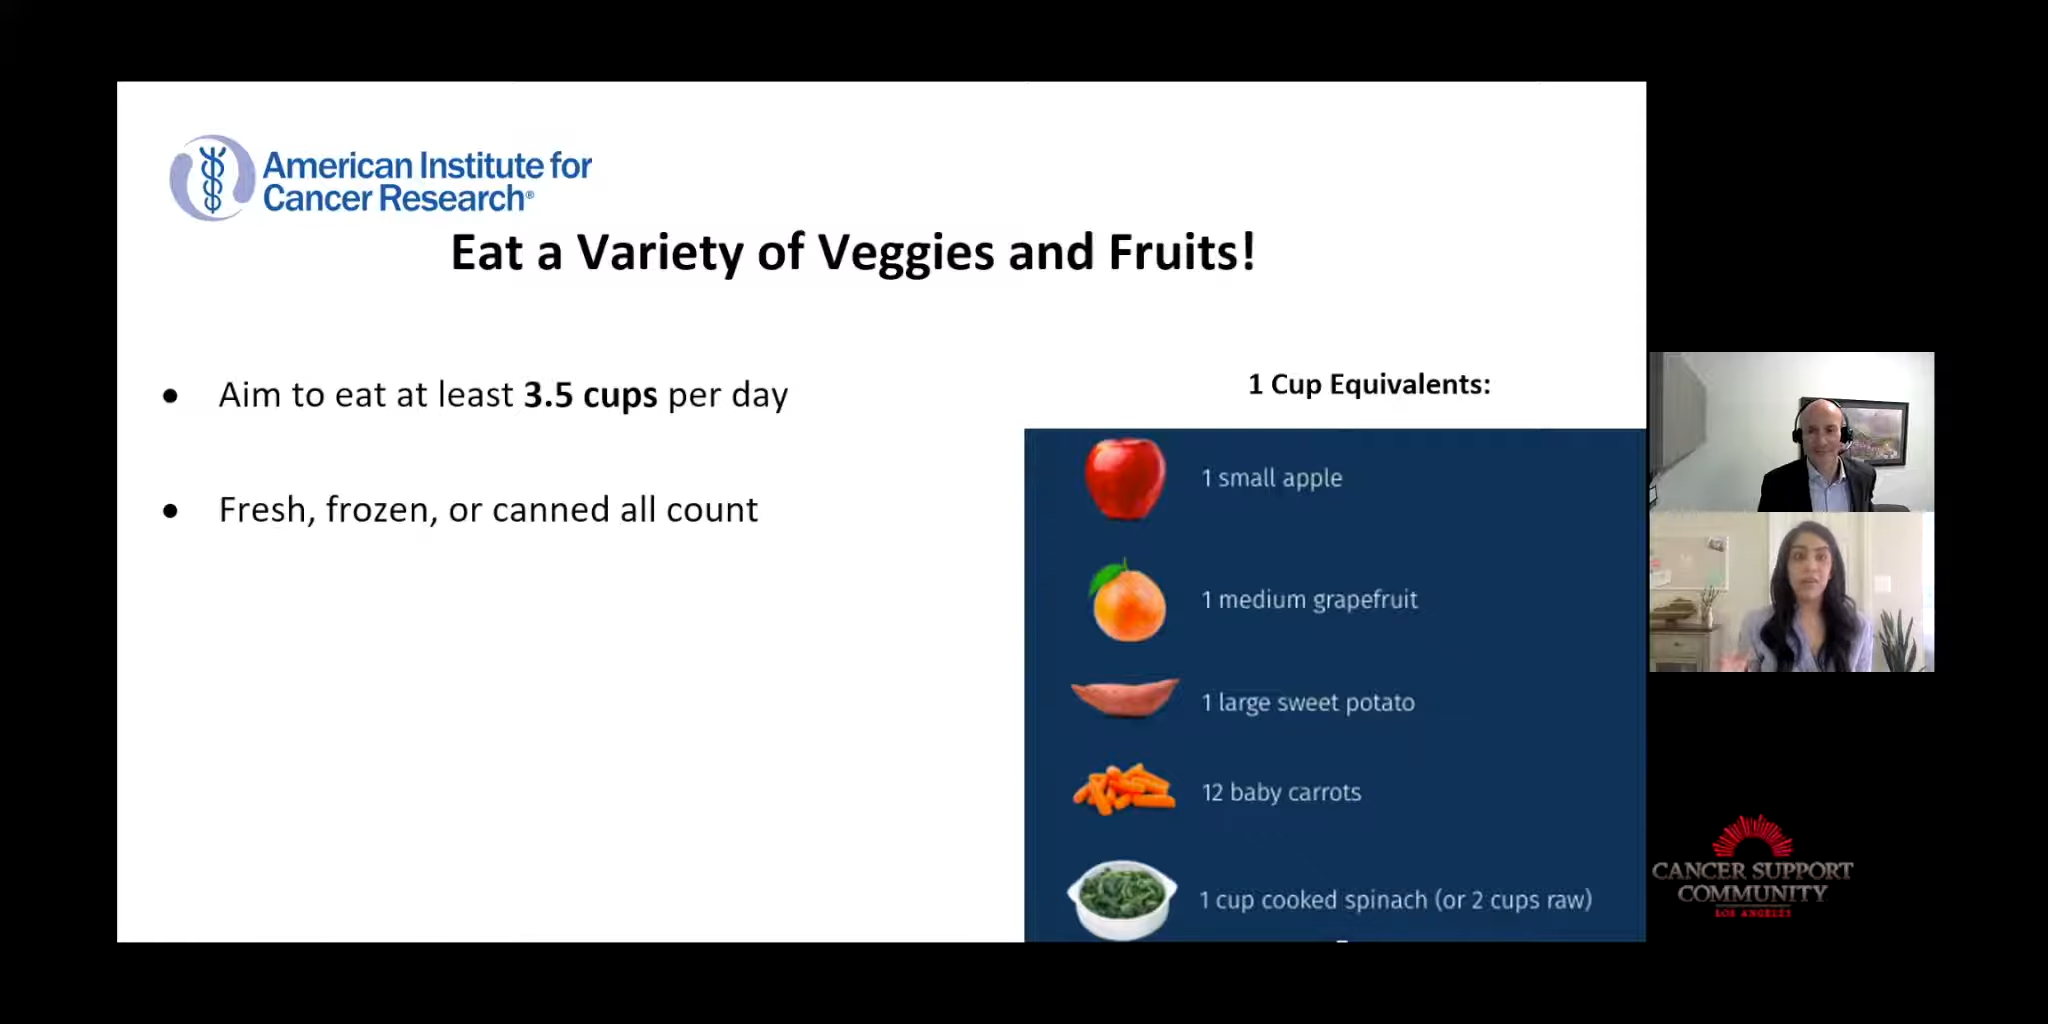 American Institute for
Cancer Research®
Eat a Variety of Veggies and Fruits!
• Aim to eat at least 3.5 cups per day
• Fresh, frozen, or canned all count
1 Cup Equivalents:
1 small apple
1 medium grapefruit
1 large sweet potato
12 baby carrots
1 cup cooked spinach (or 2 cups raw)
CANCER SUPPORT
COMMUNITY
LOS ANGELES